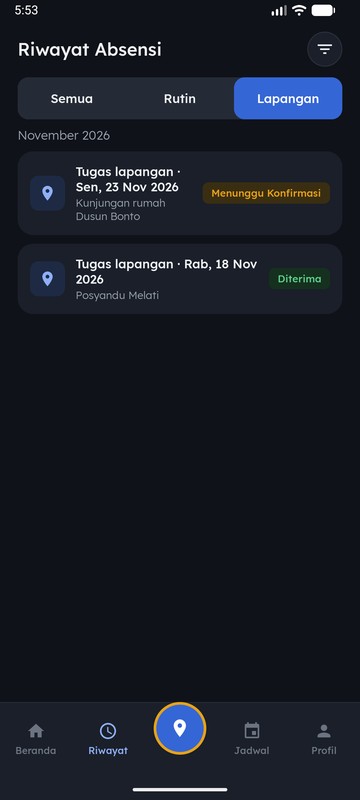 5:53
Riwayat Absensi
Semua
Rutin
Lapangan
November 2026
Tugas lapangan ·
Sen, 23 Nov 2026
Kunjungan rumah
Dusun Bonto
Menunggu Konfirmasi
Tugas lapangan · Rab, 18 Nov
2026
Posyandu Melati
Diterima
Beranda
Riwayat
Jadwal
Profil